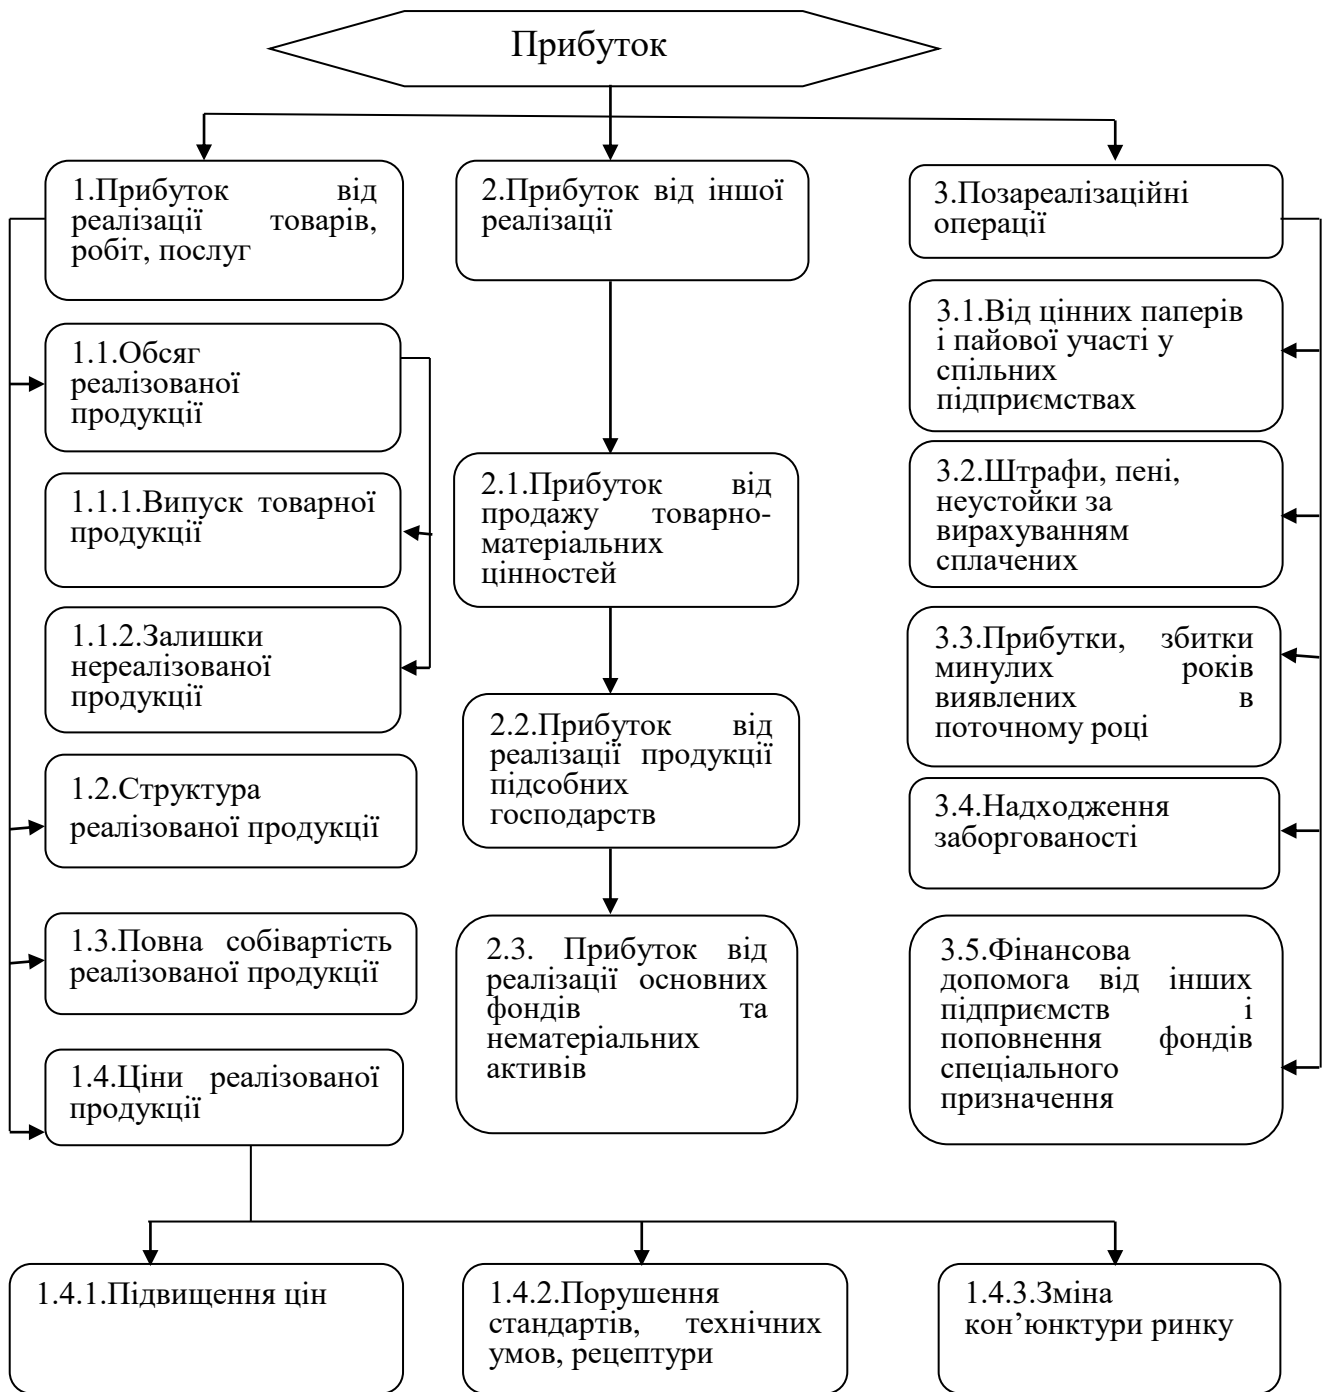 Прибуток
1.Прибуток від
реалізації товарів,
робіт, послуг
2.Прибуток від іншої
реалізації
3.Позареалізаційні
операції
1.1.Обсяг
реалізованої
продукції
1.1.1.Випуск товарної
продукції
1.1.2.Залишки
нереалізованої
продукції
1.2.Структура
реалізованої продукції
1.3.Повна собівартість
реалізованої продукції
1.4.Ціни реалізованої
продукції
2.1.Прибуток від
продажу товарно-
матеріальних
цінностей
2.2.Прибуток від
реалізації продукції
підсобних
господарств
2.3. Прибуток від
реалізації основних
фондів та
нематеріальних
активів
3.1.Від цінних паперів
і пайової участі у
спільних
підприємствах
3.2.Штрафи, пені,
неустойки за
вирахуванням
сплачених
3.3.Прибутки, збитки
минулих років
виявлених в
поточному році
3.4.Надходження
заборгованості
3.5.Фінансова
допомога від інших
підприємств і
поповнення фондів
спеціального
призначення
1.4.1.Підвищення цін
1.4.2.Порушення
стандартів, технічних
умов, рецептури
1.4.3.Зміна
кон’юнктури ринку